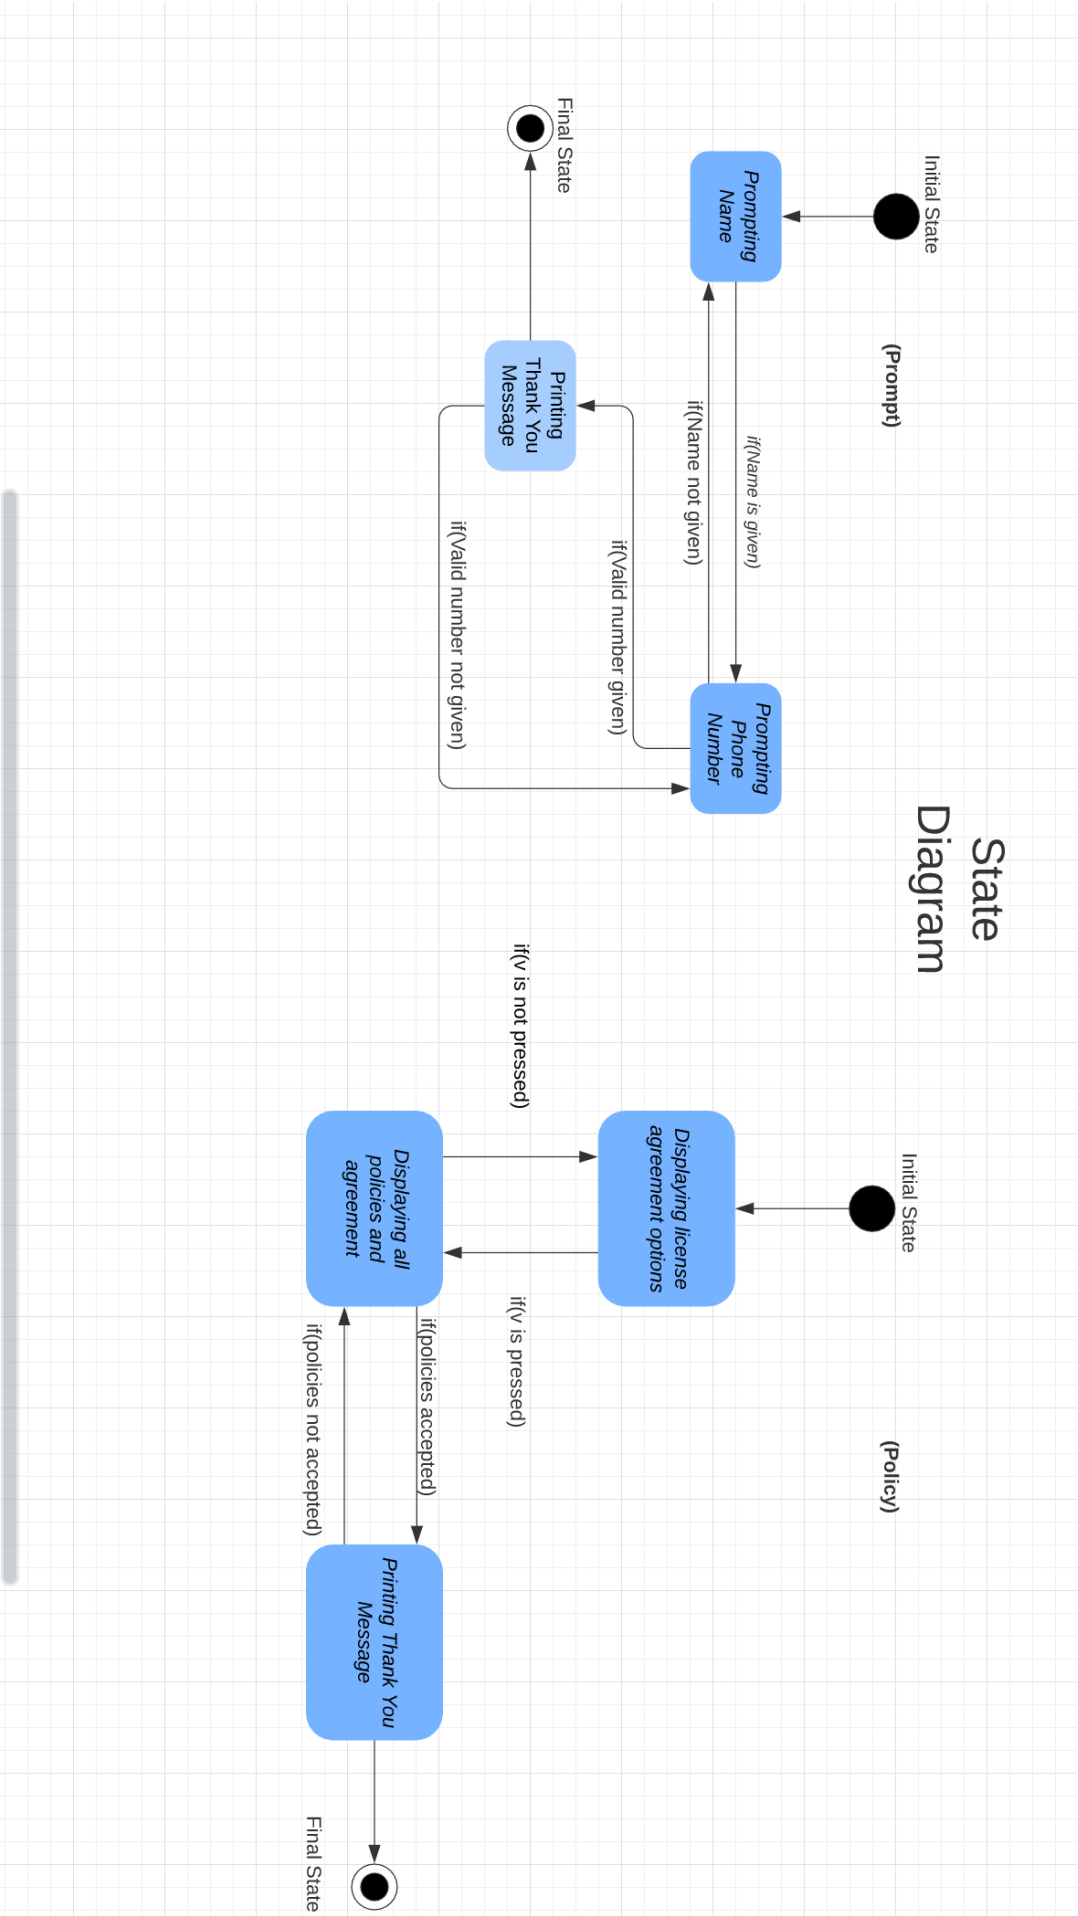 State
Diagram
(Prompt)
Initial State
Prompting
Name
if(Name is given)
if(Name not given)
Prompting
Phone
Number
if(Valid number given)
Final State
Printing
Thank You
Message
if(Valid number not given)
(Policy)
Initial State
Displaying license
agreement options
if(v is not pressed)
if(v is pressed)
Displaying all
policies and
agreement
if(policies accepted)
if(policies not accepted)
Printing Thank You
Message
Final State